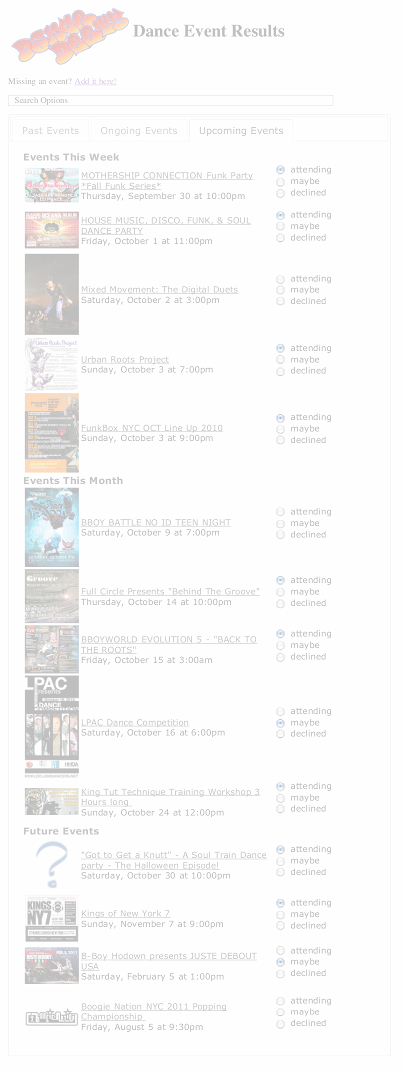 Dance Event Results
Missing an event? Add it here!
Search Options
Past Events
Ongoing Events
Upcoming Events
Events This Week
MOTHERSHIP CONNECTION Funk Party
*Fall Funk Series*
Thursday, September 30 at 10:00pm
attending
maybe
declined
HOUSE MUSIC, DISCO, FUNK, & SOUL
DANCE PARTY
Friday, October 1 at 11:00pm
attending
maybe
declined
Mixed Movement: The Digital Duets
Saturday, October 2 at 3:00pm
attending
maybe
declined
Urban Roots Project
Sunday, October 3 at 7:00pm
attending
maybe
declined
FunkBox NYC OCT Line Up 2010
Sunday, October 3 at 9:00pm
attending
maybe
declined
Events This Month
BBOY BATTLE NO ID TEEN NIGHT
Saturday, October 9 at 7:00pm
attending
maybe
declined
Groove
Full Circle Presents "Behind The Groove"
Thursday, October 14 at 10:00pm
attending
maybe
declined
BBOYWORLD EVOLUTION 5 - "BACK TO
THE ROOTS"
Friday, October 15 at 3:00am
attending
maybe
declined
LPAC
DANCE
LPAC Dance Competition
Saturday, October 16 at 6:00pm
attending
maybe
declined
King Tut Technique Training Workshop 3
Hours long
Sunday, October 24 at 12:00pm
attending
maybe
declined
Future Events
?
"Got to Get a Knutt" - A Soul Train Dance
party - The Halloween Episode!
Saturday, October 30 at 10:00pm
attending
maybe
declined
KINGS
NY7
Kings of New York 7
Sunday, November 7 at 9:00pm
attending
maybe
declined
B-Boy Hodown presents JUSTE DEBOUT
USA
Saturday, February 5 at 1:00pm
attending
maybe
declined
Boogie Nation NYC 2011 Popping
Championship
Friday, August 5 at 9:30pm
attending
maybe
declined